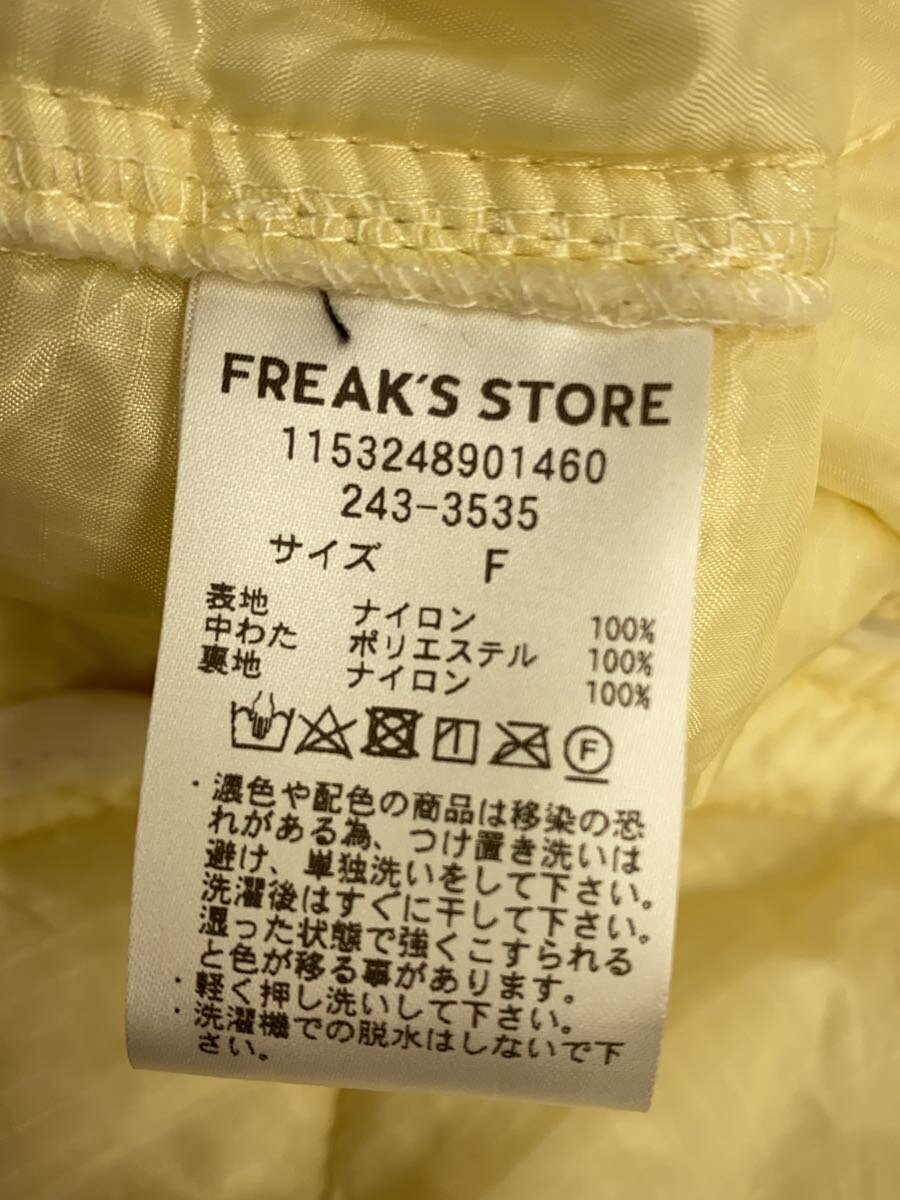 FREAK'S STORE
1153248901460
243-3535
サイズ F
表地 ナイロン 100%
中わた ポリエステル 100%
裏地 ナイロン 100%
F
・濃色や配色の商品は移染の恐
れがある為、つけ置き洗いは
避け、単独洗いをして下さい。
洗濯後はすぐに干して下さい。
湿った状態で強くこすられる
と色が移る事があります。
・軽く押し洗いして下さい。
・洗濯機での脱水はしないで下
さい。